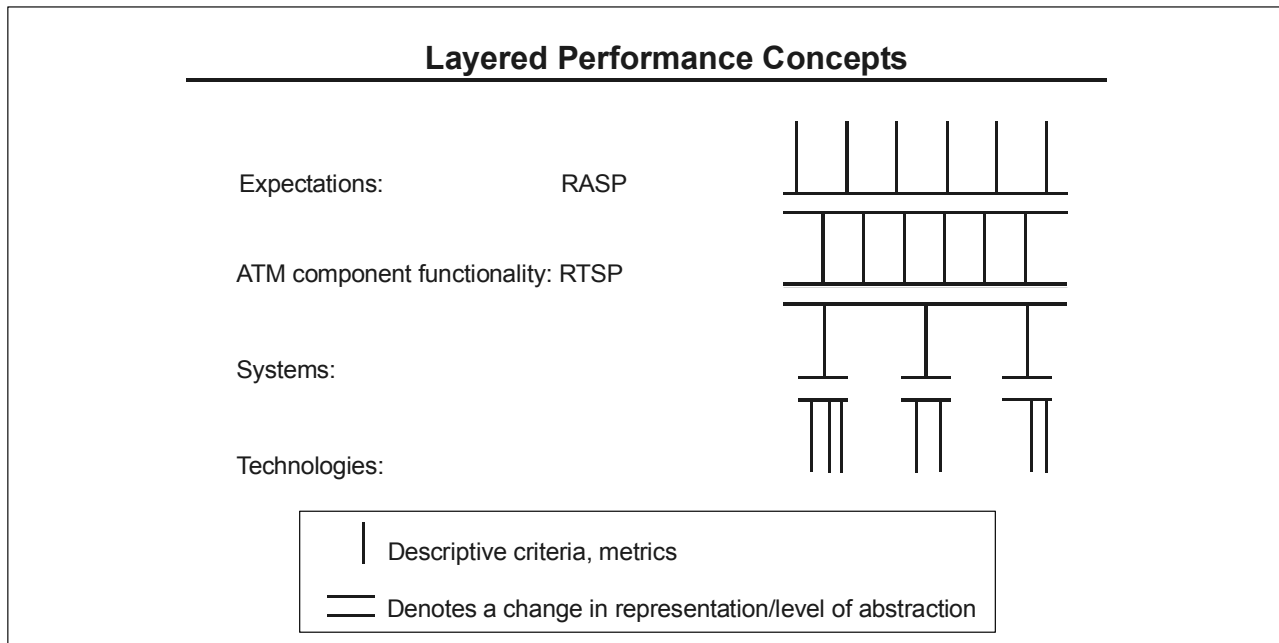 Layered Performance Concepts
Expectations: RASP
ATM component functionality: RTSP
Systems:
Technologies:
Descriptive criteria, metrics
Denotes a change in representation/level of abstraction